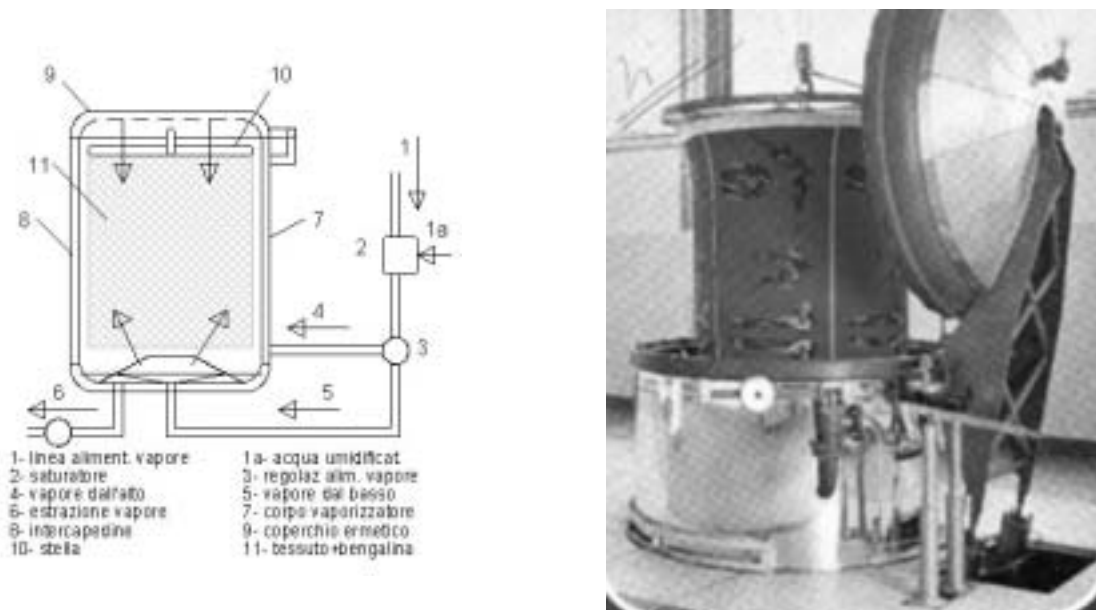 9
10
1
11
1a
8
7
2
4
3
6
5
1- linea aliment. vapore
1a- acqua umidificat
2- saturatore
3- regolaz alim. vapore
4- vapore dall'alto
5- vapore dal basso
6- estrazione vapore
7- corpo vaporizzatore
8- intercapedine
9- coperchio ermetico
10- stella
11- tessuto+bengalina